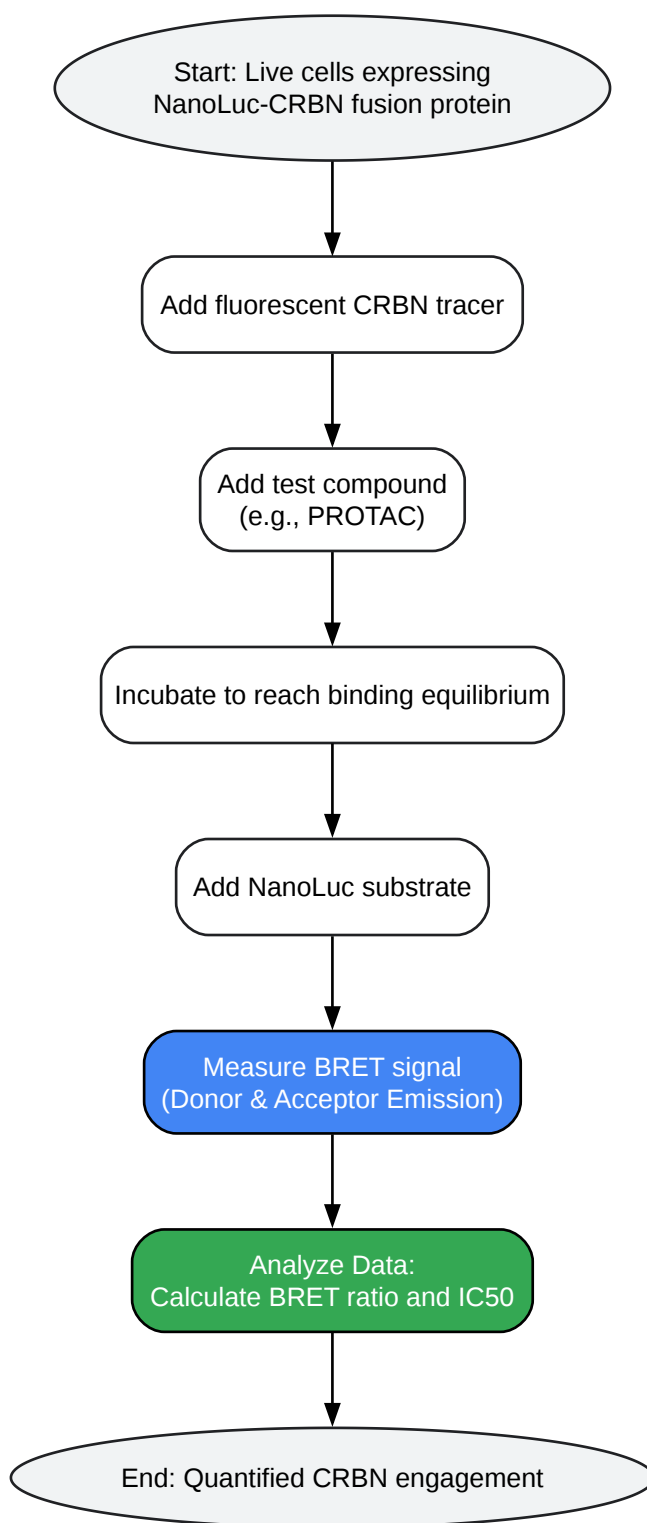 Start: Live cells expressing
NanoLuc-CRBN fusion protein
Add fluorescent CRBN tracer
Add test compound
(e.g., PROTAC)
Incubate to reach binding equilibrium
Add NanoLuc substrate
Measure BRET signal
(Donor & Acceptor Emission)
Analyze Data:
Calculate BRET ratio and IC50
End: Quantified CRBN engagement